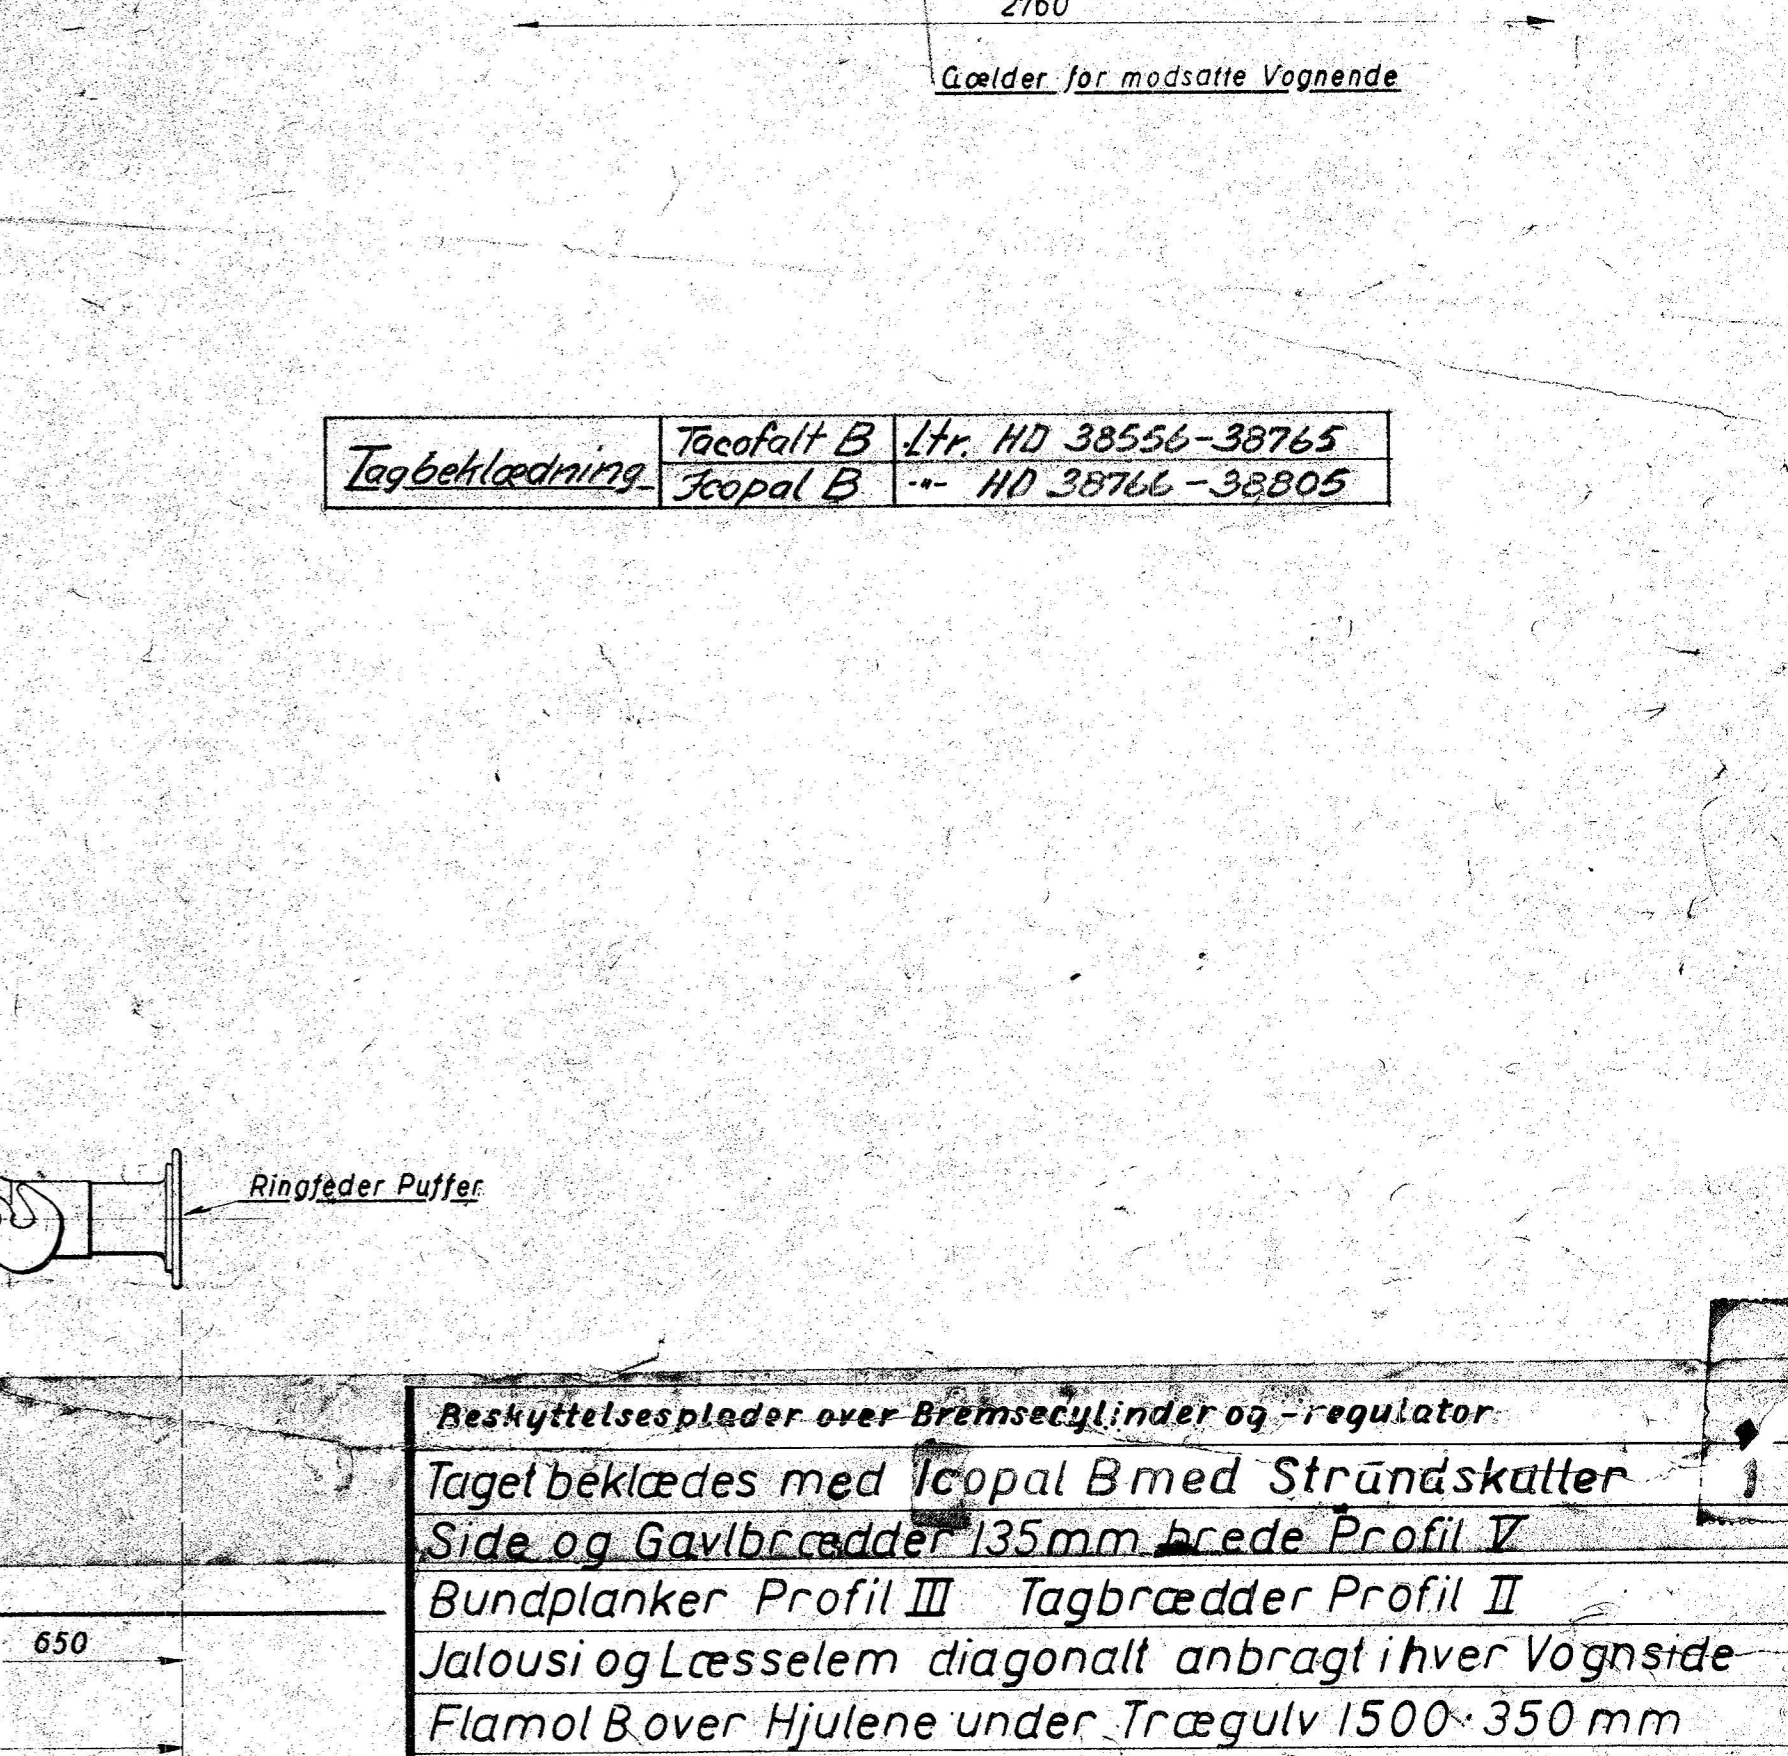 2760
Gælder for modsatte Vognende
Tagbeklædning
Tacofalt B
Ltr. HD 38556-38765
Icopal B
-"- HD 38766-38805
Ringfeder Puffer
Beskyttelsesplader over Bremsecylinder og -regulator
Taget beklædes med Icopal B med Strandskaller
Side og Gavlbrædder 135 mm brede Profil V
Bundplanker Profil III Tagbrædder Profil II
650
Jalousi og Læsselem diagonalt anbragt i hver Vognside
Flamol B over Hjulene under Trægulv 1500·350 mm